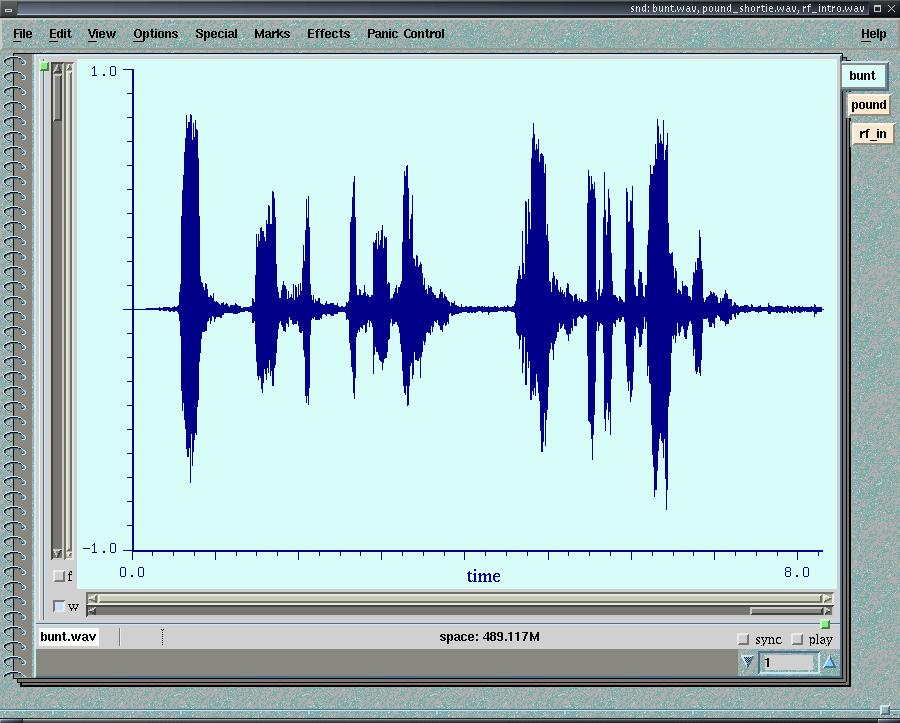 snd: bunt.wav, pound_shortie.wav, rf_intro.wav
File Edit View Options Special Marks Effects Panic Control Help
bunt
pound
rf_in
1.0
-1.0
0.0
time
8.0
f
w
bunt.wav
space: 489.117M
sync
play
1